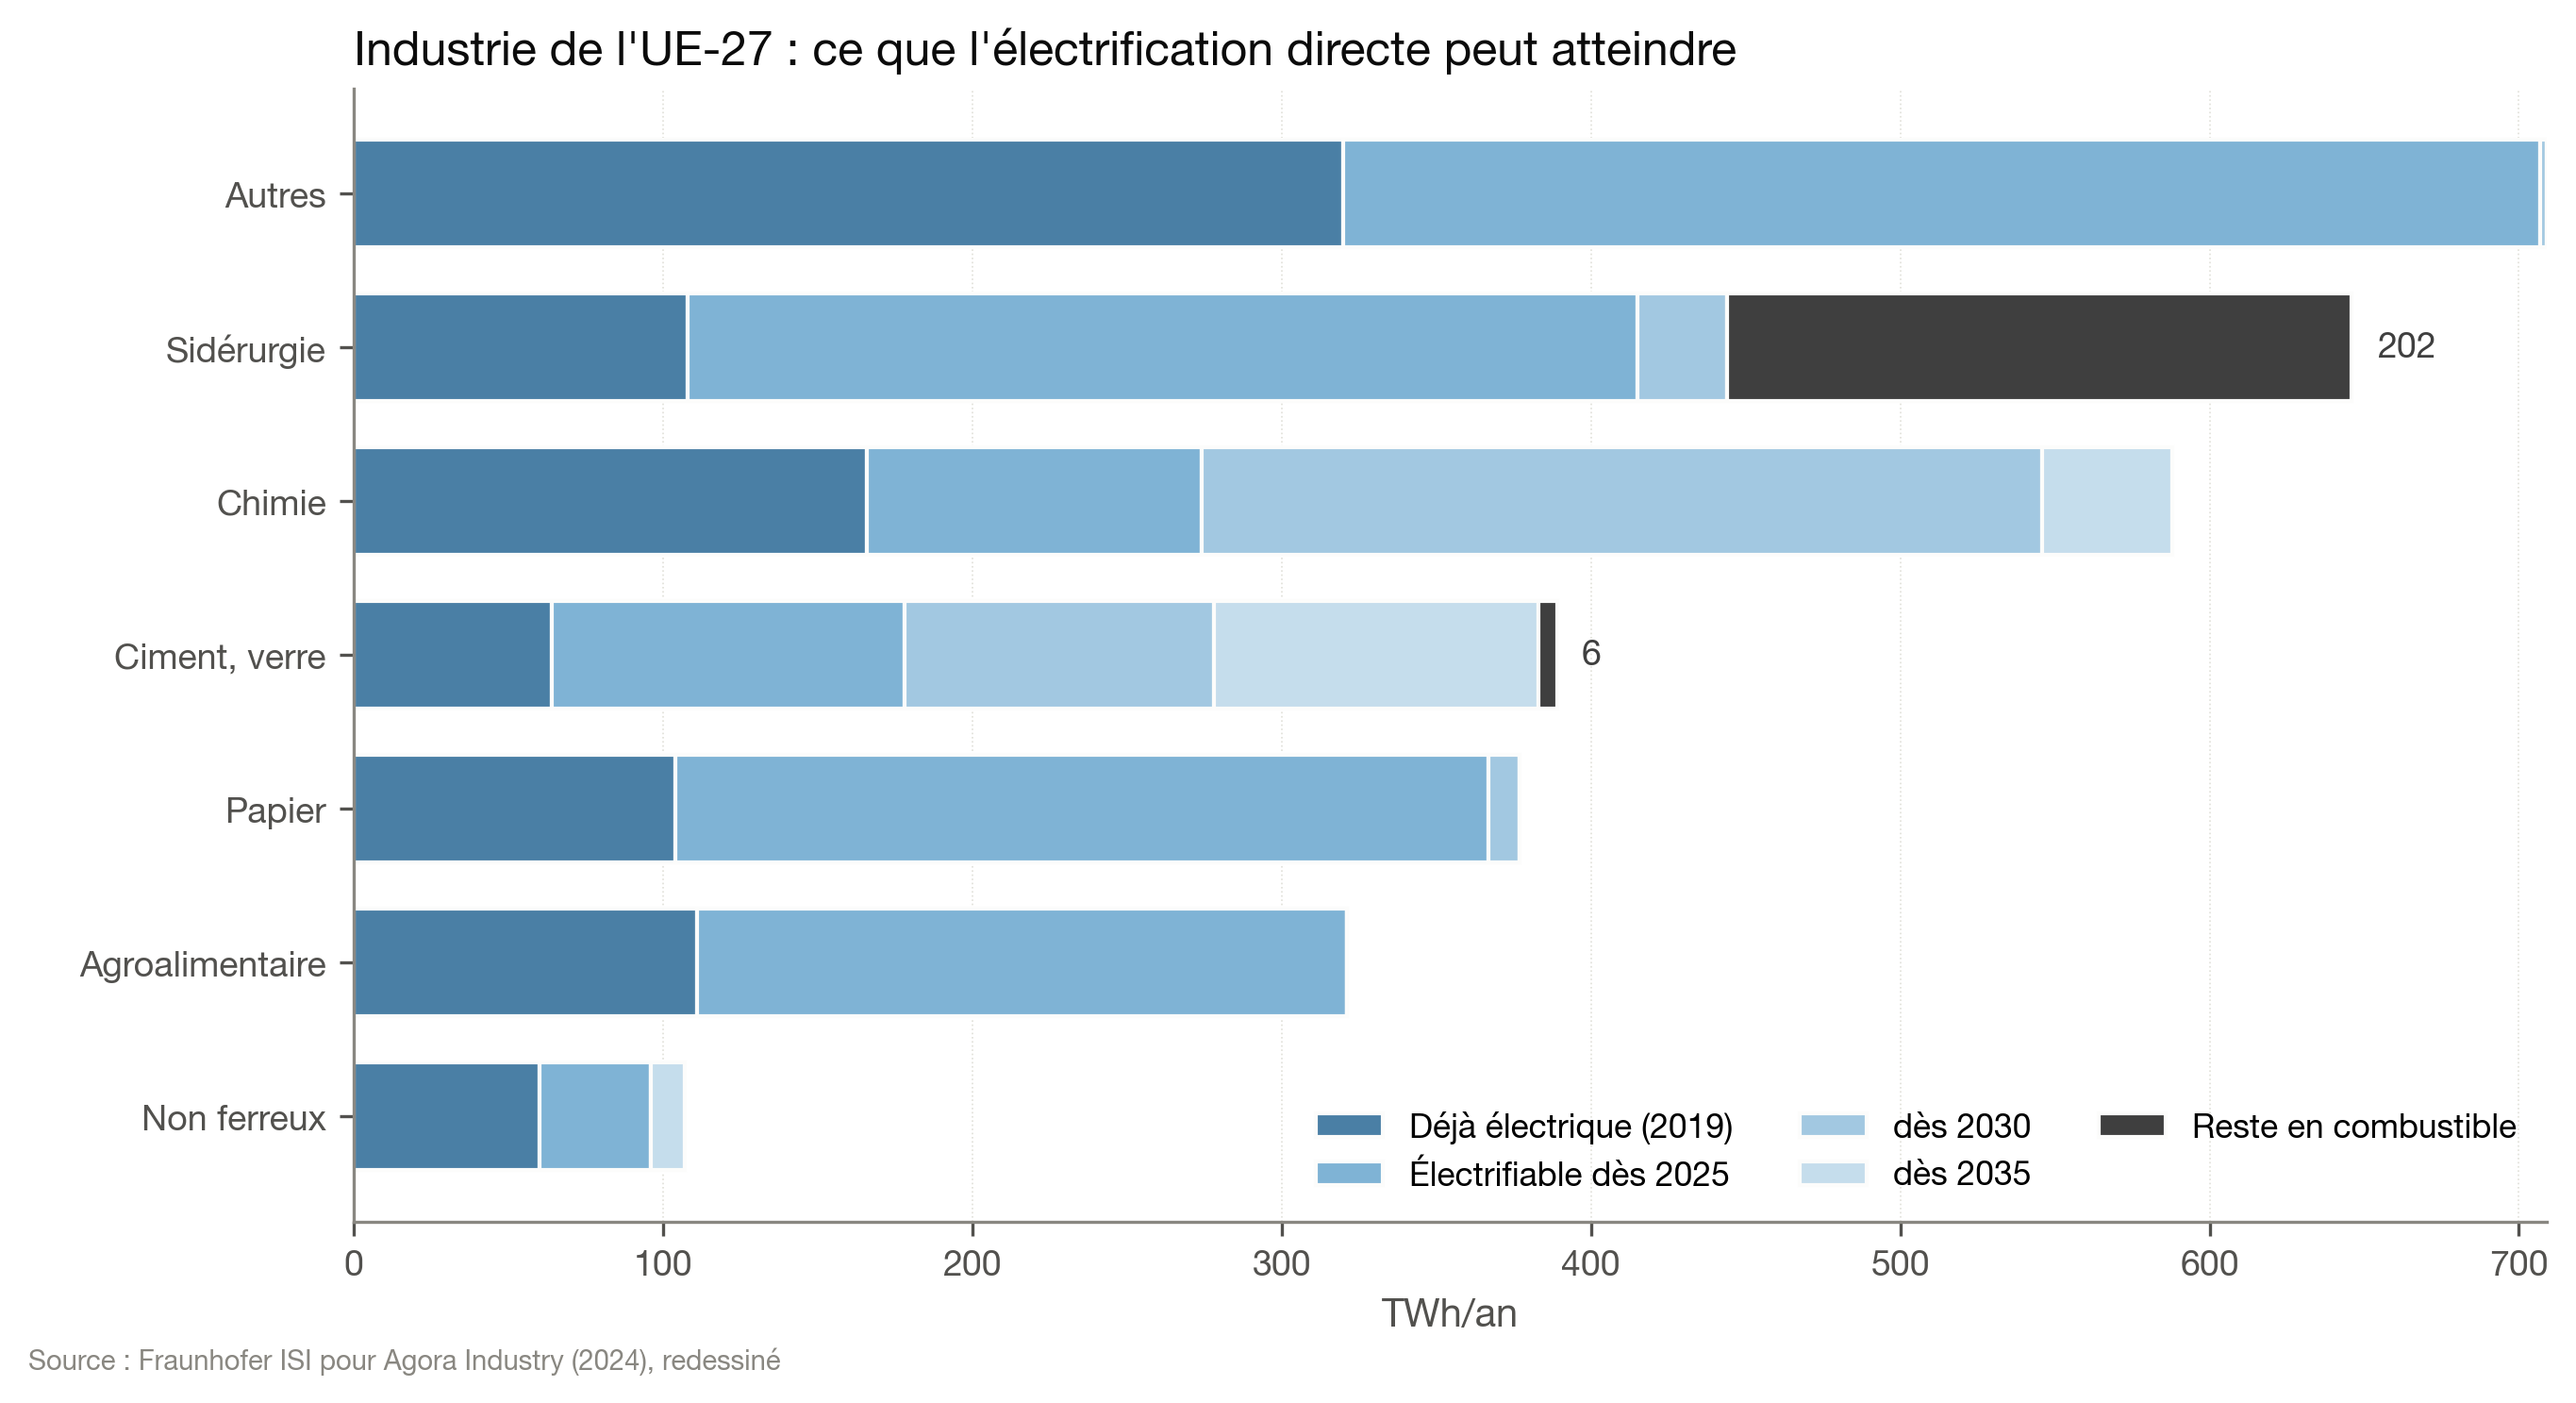 Industrie de l'UE-27 : ce que l'électrification directe peut atteindre
Autres
Sidérurgie
202
Chimie
Ciment, verre
6
Papier
Agroalimentaire
Non ferreux
Déjà électrique (2019)
Électrifiable dès 2025
dès 2030
dès 2035
Reste en combustible
0 100 200 300 400 500 600 700
TWh/an
Source : Fraunhofer ISI pour Agora Industry (2024), redessiné